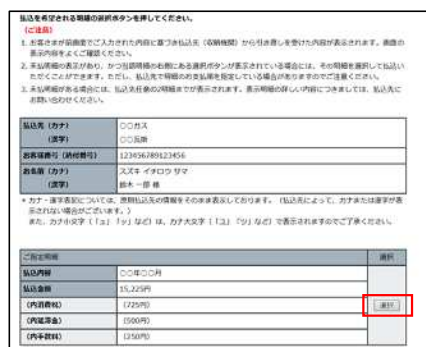 払込を希望される明細の選択ボタンを押してください。
(ご注意)
1. お客さまが前画面でご入力された内容に基づき払込先（収納機関）から引き渡しを受けた内容が表示されます。画面の
表示内容をよくご確認ください。
2. 未払明細の表示があり、かつ当該明細の右側にある選択ボタンが表示されている場合には、その明細を選択して払込い
ただくことができます。ただし、払込先で明細のお支払順を指定している場合がありますのでご注意ください。
3. 未払明細がある場合には、払込先任意の2明細までが表示されます。表示明細の詳しい内容につきましては、払込先に
お問い合わせください。
払込先（カナ） ○○ガス
（漢字） ○○瓦斯
お客様番号（納付番号） 123456789123456
お名前（カナ） スズキ イチロウ サマ
（漢字） 鈴木 一郎 様
* カナ・漢字表記については、原則払込先の情報をそのまま表示しております。（払込先によって、カナまたは漢字が表
示されない場合がございます。）
また、カナ小文字（「ュ」「ッ」など）は、カナ大文字（「ユ」「ツ」など）で表示されますのでご了承ください。
ご指定明細 選択
払込内容 ○○年○○月
払込金額 15,225円
（内消費税） （725円） 選択
（内延滞金） （500円）
（内手数料） （250円）